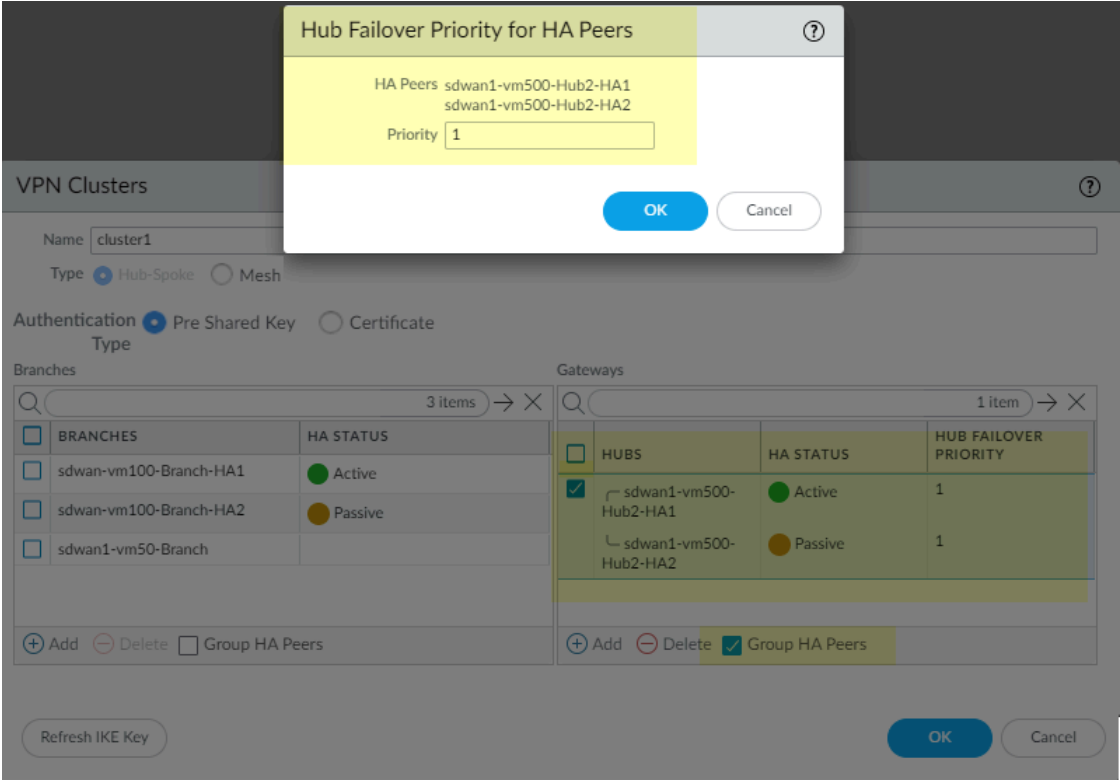 Hub Failover Priority for HA Peers
HA Peers sdwan1-vm500-Hub2-HA1
sdwan1-vm500-Hub2-HA2
Priority 1
OK Cancel
VPN Clusters
Name cluster1
Type Hub-Spoke Mesh
Authentication Type Pre Shared Key Certificate
Branches
3 items
BRANCHES HA STATUS
sdwan-vm100-Branch-HA1 Active
sdwan-vm100-Branch-HA2 Passive
sdwan1-vm50-Branch
Add Delete Group HA Peers
Gateways
1 item
HUBS HA STATUS HUB FAILOVER PRIORITY
sdwan1-vm500-Hub2-HA1 Active 1
sdwan1-vm500-Hub2-HA2 Passive 1
Add Delete Group HA Peers
Refresh IKE Key
OK Cancel